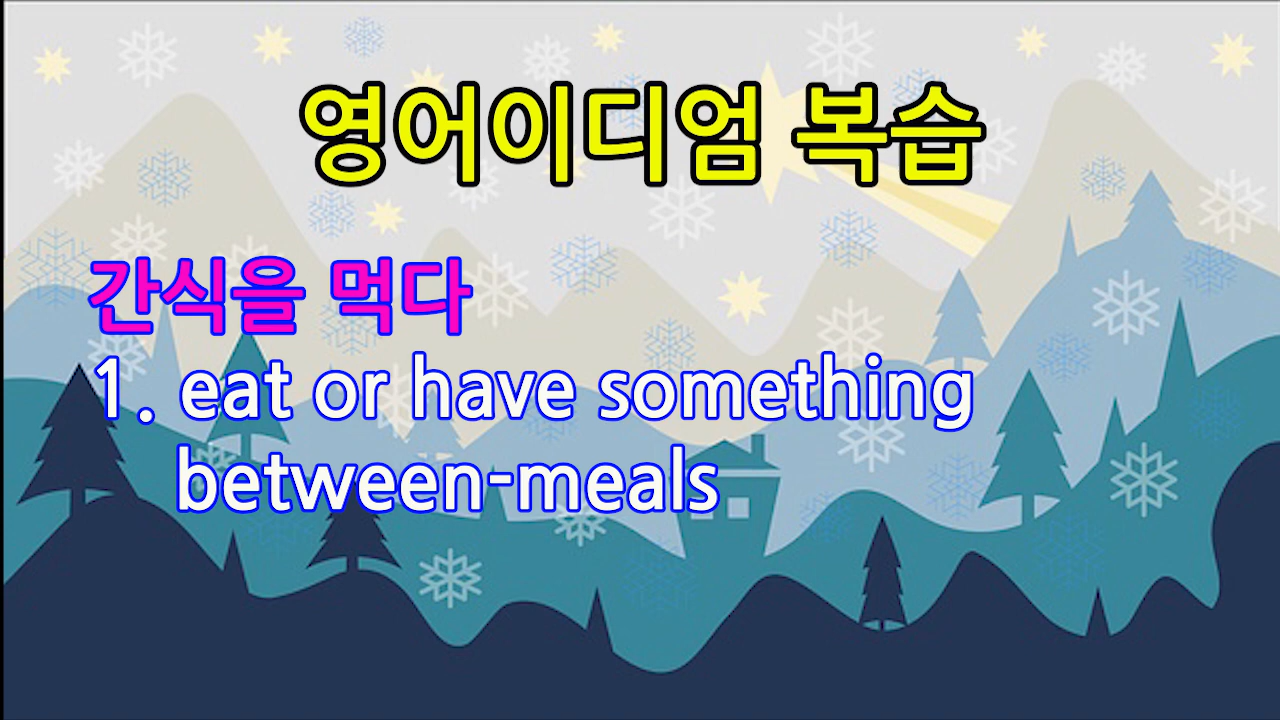 영어이디엄 복습
간식을 먹다
1. eat or have something
between-meals